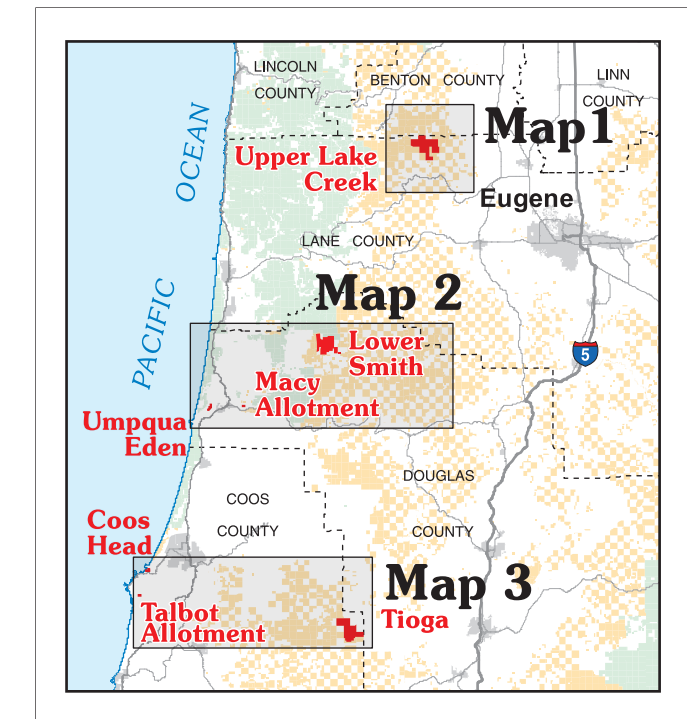 LINCOLN
COUNTY
BENTON COUNTY
LINN
COUNTY
OCEAN
PACIFIC
Map1
Upper Lake
Creek
Eugene
LANE COUNTY
Map 2
Lower
Smith
5
Macy
Allotment
Umpqua
Eden
DOUGLAS
COUNTY
COOS
COUNTY
Coos
Head
Map 3
Talbot
Allotment
Tioga